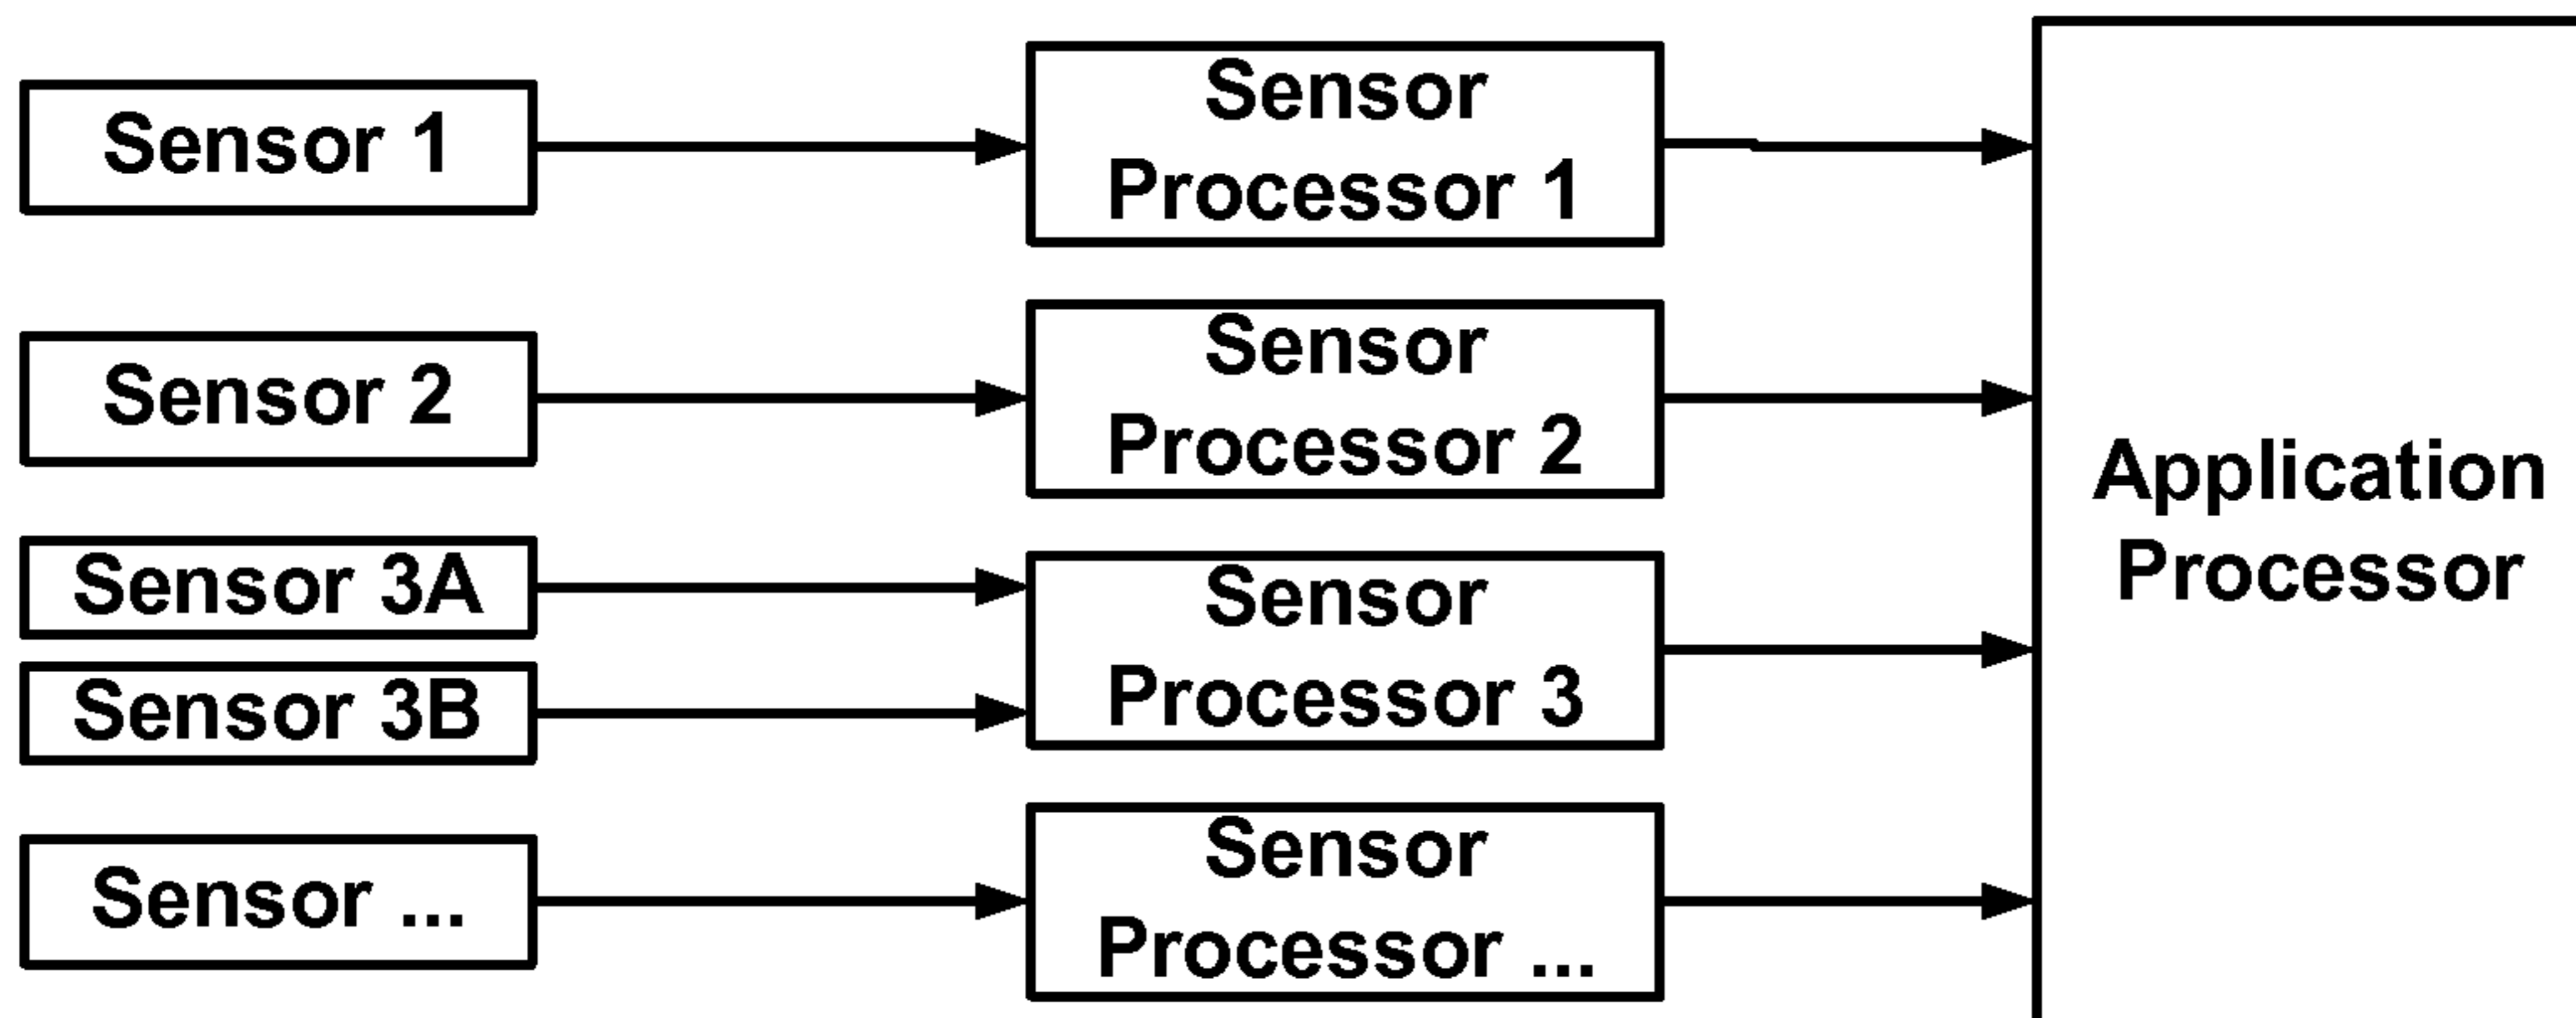 Sensor 1
Sensor
Processor 1
Sensor 2
Sensor
Processor 2
Sensor 3A
Sensor 3B
Sensor
Processor 3
Sensor ...
Sensor
Processor ...
Application
Processor